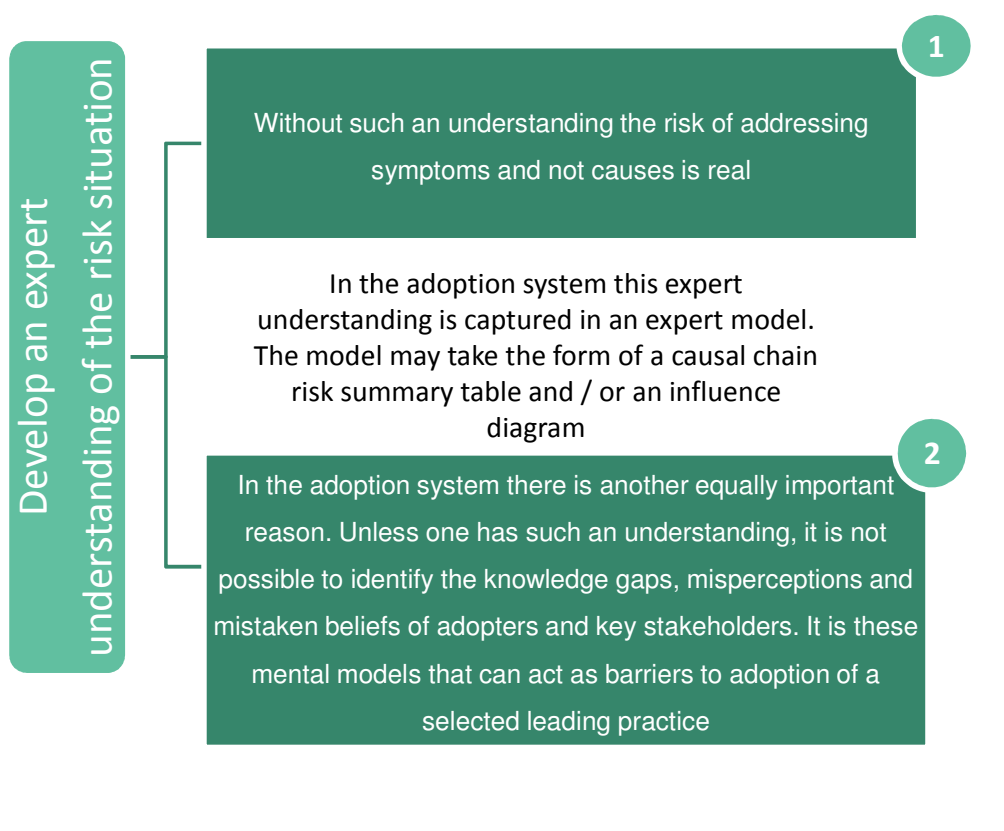 Develop an expert
understanding of the risk situation
1
Without such an understanding the risk of addressing
symptoms and not causes is real
In the adoption system this expert
understanding is captured in an expert model.
The model may take the form of a causal chain
risk summary table and / or an influence
diagram
2
In the adoption system there is another equally important
reason. Unless one has such an understanding, it is not
possible to identify the knowledge gaps, misperceptions and
mistaken beliefs of adopters and key stakeholders. It is these
mental models that can act as barriers to adoption of a
selected leading practice